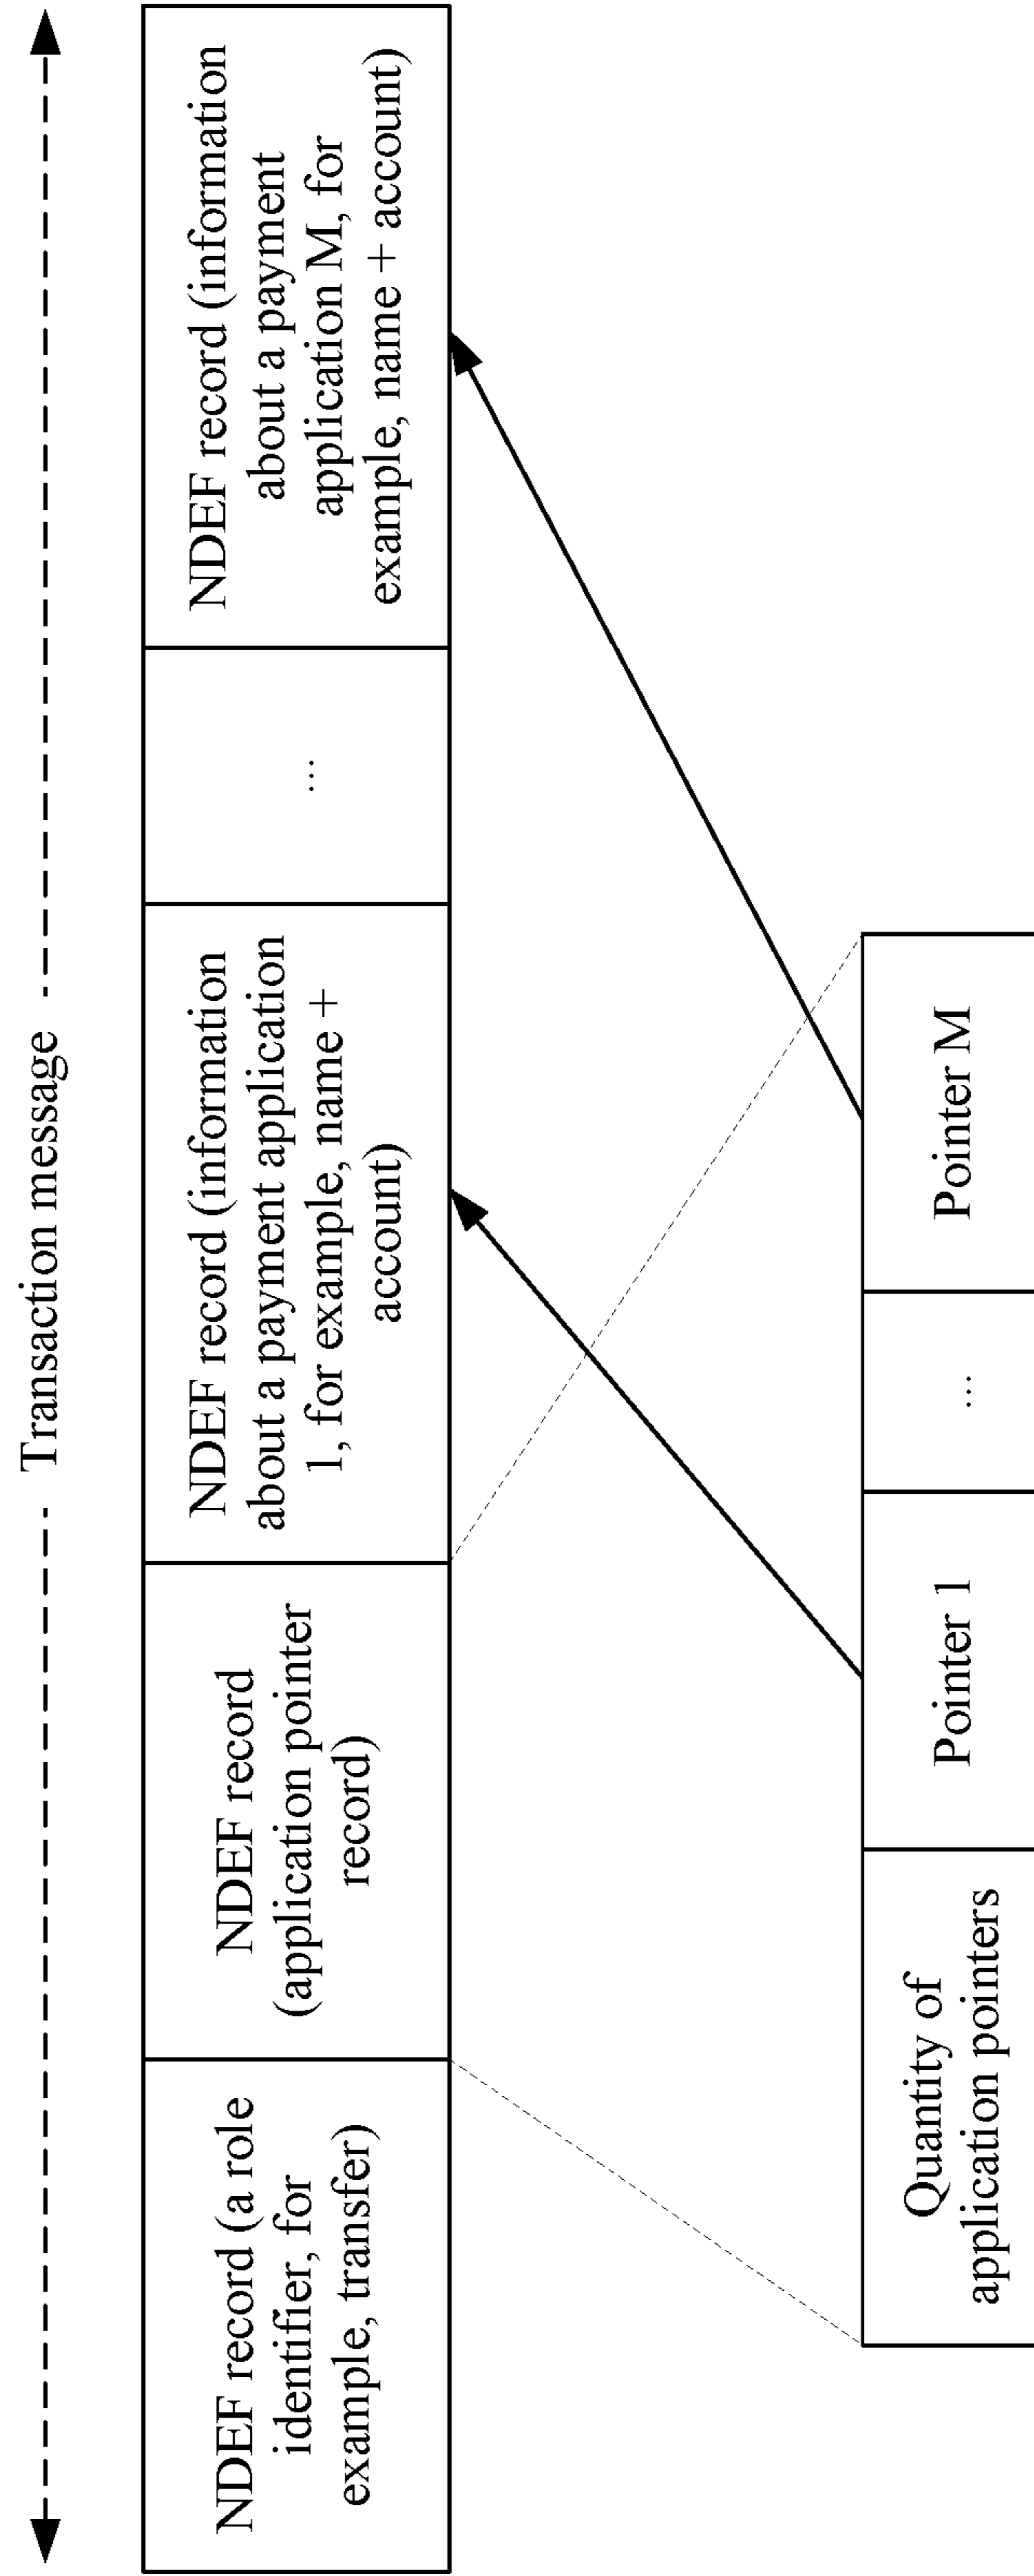 Transaction message
NDEF record (a role
identifier, for
example, transfer)
NDEF record
(application pointer
record)
NDEF record (information
about a payment application
1, for example, name +
account)
...
NDEF record (information
about a payment
application M, for
example, name + account)
Quantity of
application pointers
Pointer 1
...
Pointer M